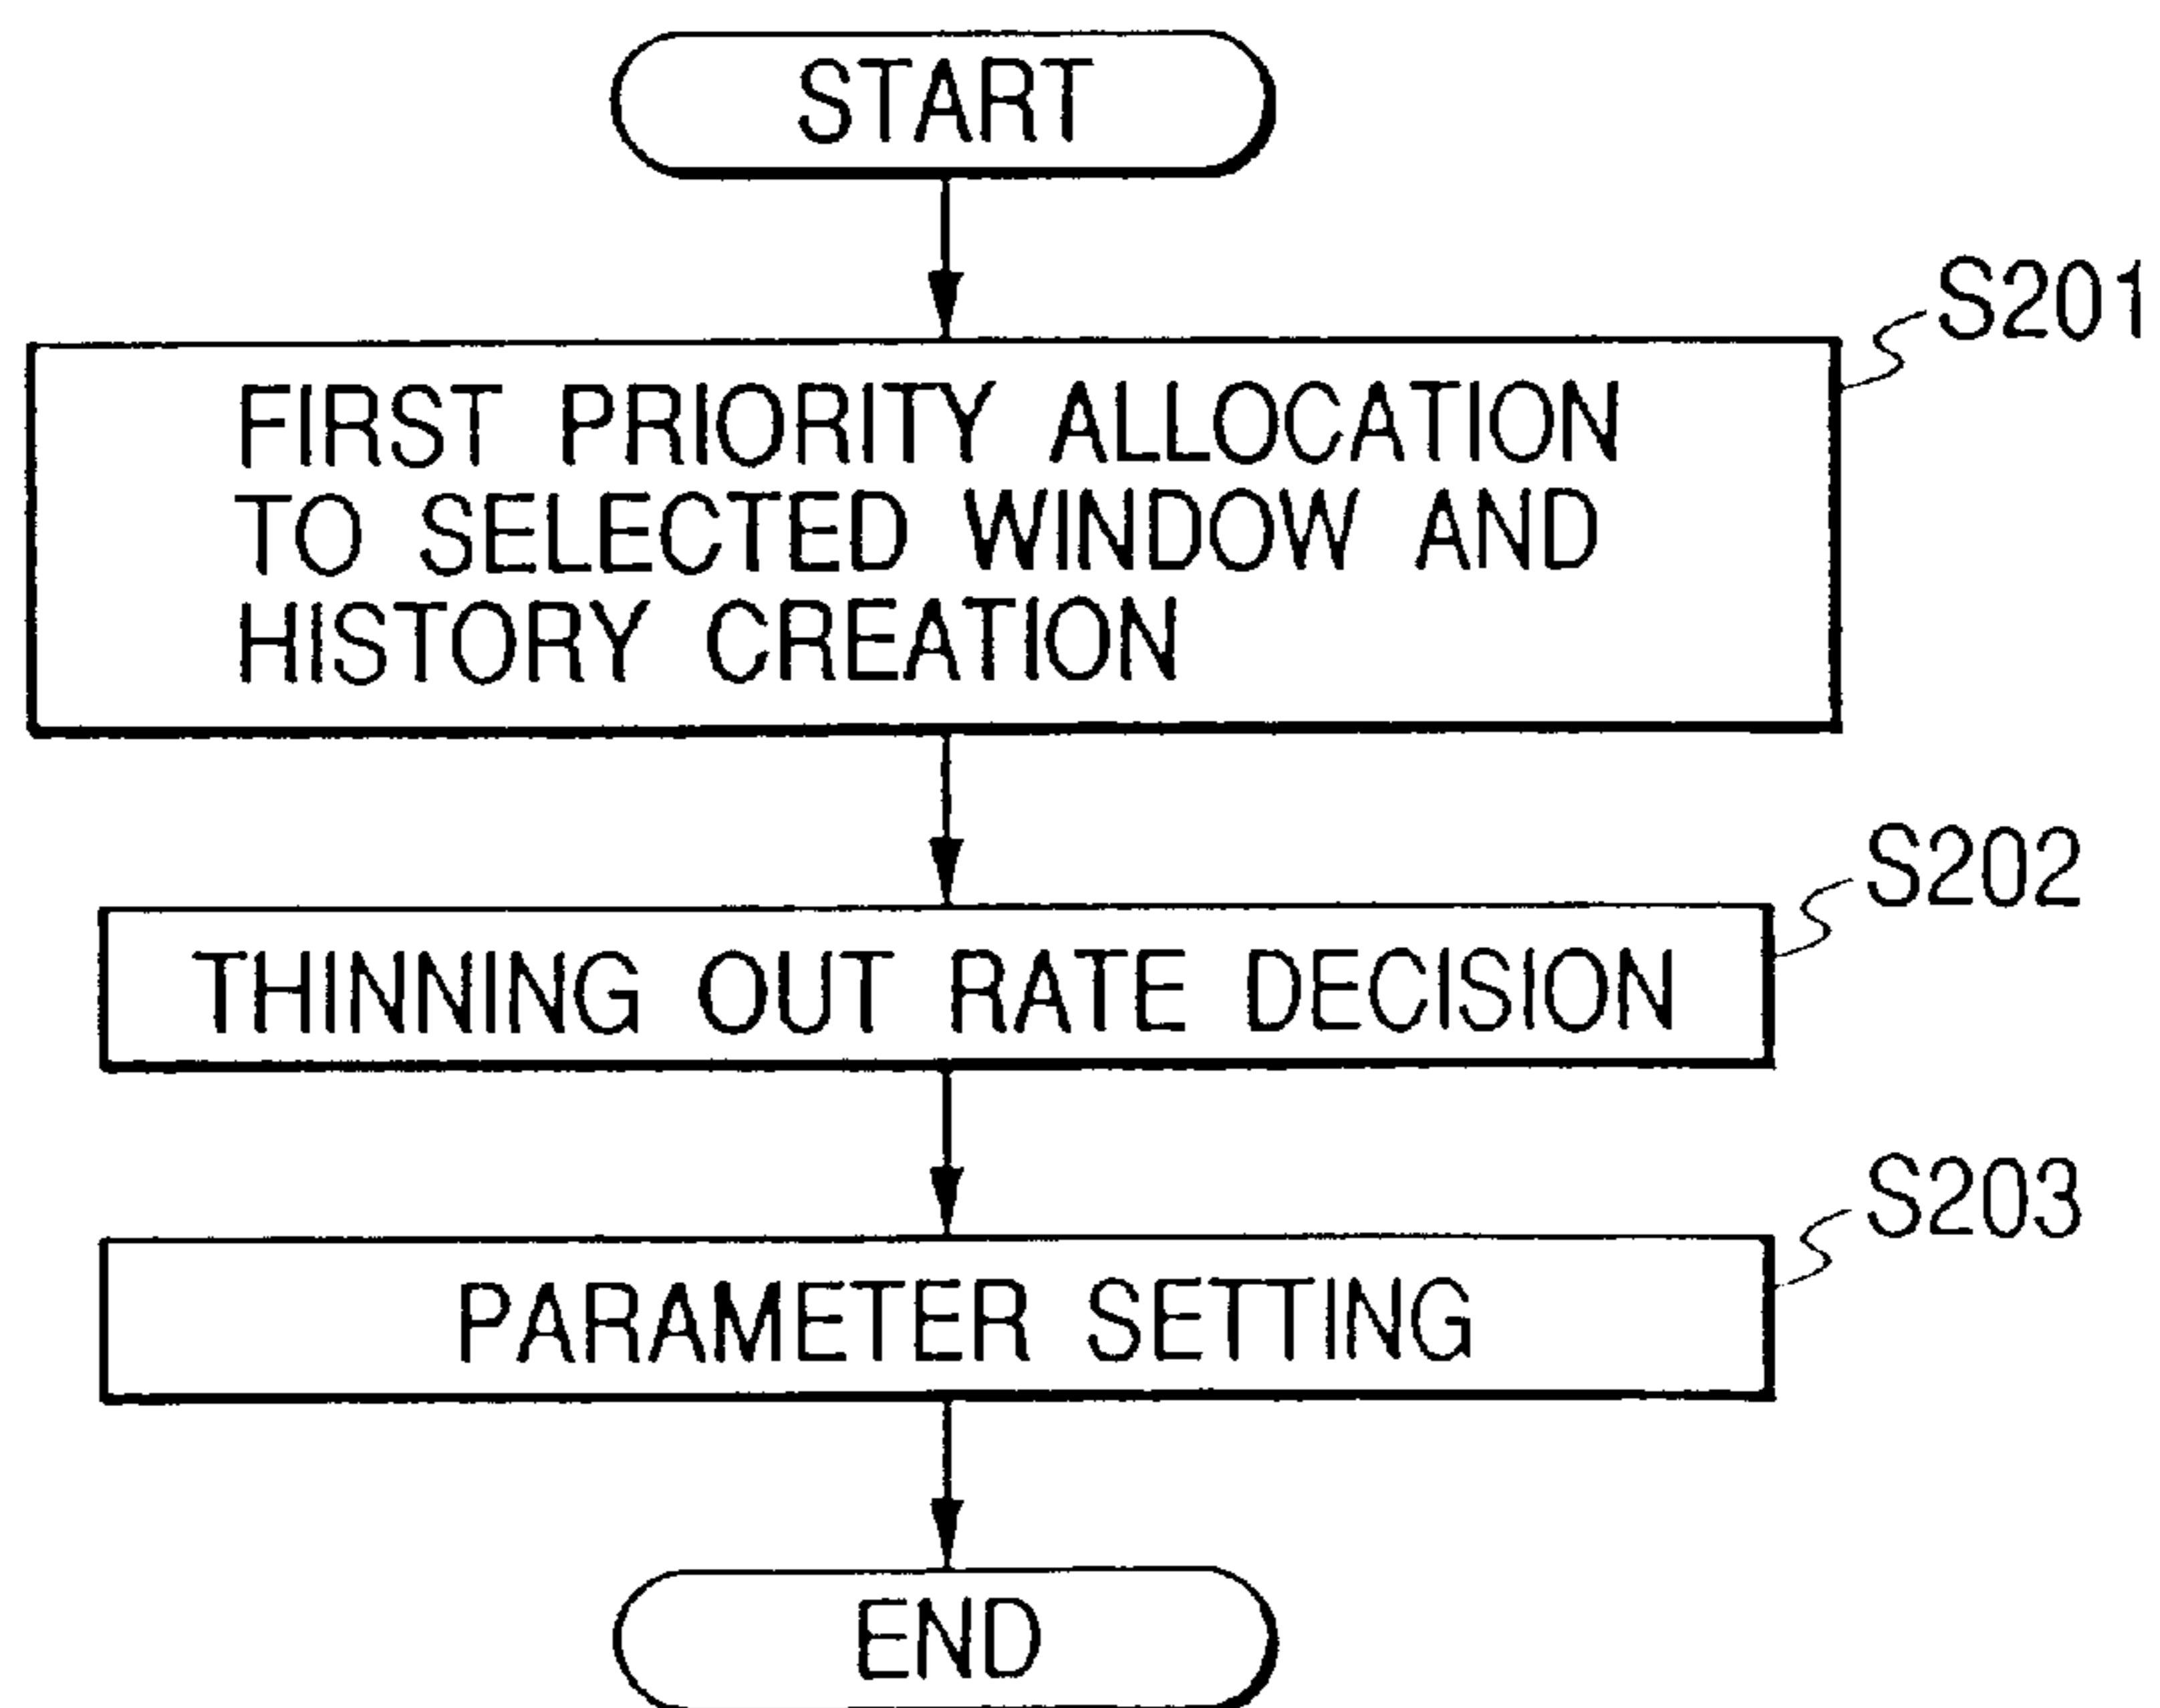 START
S201
FIRST PRIORITY ALLOCATION
TO SELECTED WINDOW AND
HISTORY CREATION
S202
THINNING OUT RATE DECISION
S203
PARAMETER SETTING
END